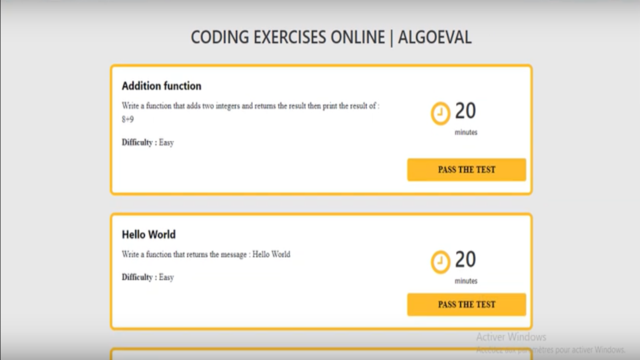 CODING EXERCISES ONLINE | ALGOEVAL
Addition function
Write a function that adds two integers and returns the result then print the result of :
8+9
Difficulty : Easy
20
minutes
PASS THE TEST
Hello World
Write a function that returns the message : Hello World
Difficulty : Easy
20
minutes
PASS THE TEST
Activer Windows
pour activer Windows.